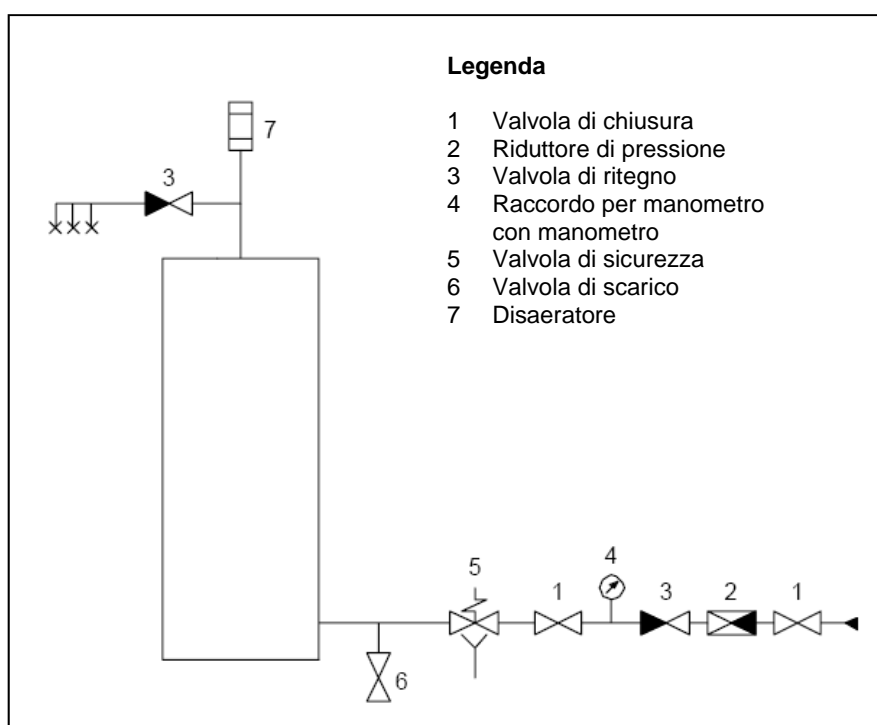 Legenda
1 Valvola di chiusura
2 Riduttore di pressione
3 Valvola di ritegno
4 Raccordo per manometro
con manometro
5 Valvola di sicurezza
6 Valvola di scarico
7 Disaeratore
7
3
5 1 4 3 2 1
6